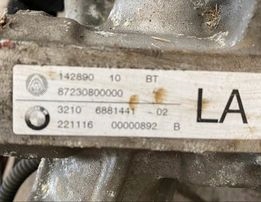 142890 10 BT
87230800000 T
3210 6881441 - 02
221116 00000892 B
LA